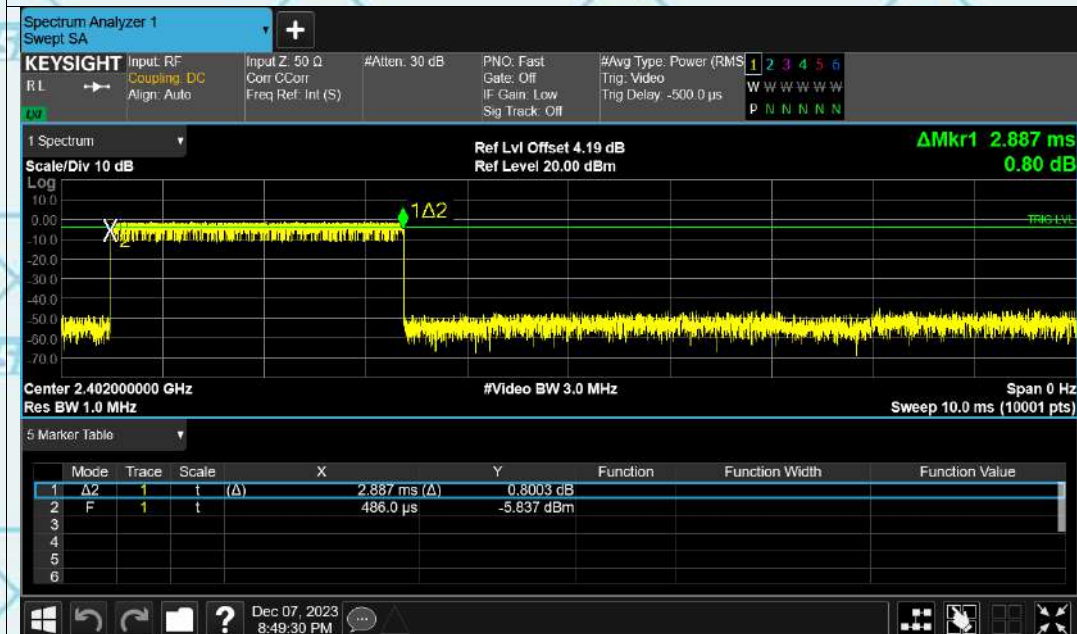 Spectrum Analyzer 1
Swept SA
+
KEYSIGHT Input: RF Input Z: 50 Ω #Atten: 30 dB PNO: Fast #Avg Type: Power (RMS 1 2 3 4 5 6
R L Coupling: DC Corr CCorr Gate: Off Trig: Video W W W W W W
Align: Auto Freq Ref: Int (S) IF Gain: Low Trig Delay: -500.0 µs
LXI Sig Track: Off P N N N N N
1 Spectrum Ref Lvl Offset 4.19 dB ΔMkr1 2.887 ms
Scale/Div 10 dB Ref Level 20.00 dBm 0.80 dB
Log
10.0
0.00 1Δ2 TRIG LVL
-10.0 X2
-20.0
-30.0
-40.0
-50.0
-60.0
-70.0
Center 2.402000000 GHz #Video BW 3.0 MHz Span 0 Hz
Res BW 1.0 MHz Sweep 10.0 ms (10001 pts)
5 Marker Table
Mode Trace Scale X Y Function Function Width Function Value
1 Δ2 1 t (Δ) 2.887 ms (Δ) 0.8003 dB
2 F 1 t 486.0 µs -5.837 dBm
3
4
5
6
? Dec 07, 2023
8:49:30 PM